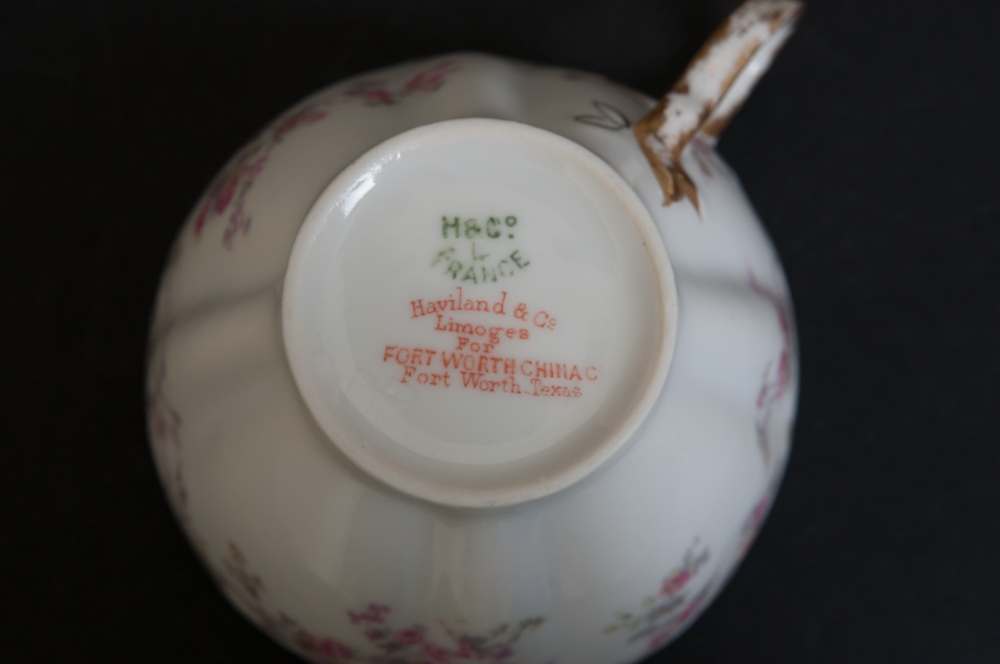 H&Cº
L
FRANCE
Haviland & Cº
Limoges
For
FORT WORTH CHINA C
Fort Worth. Texas